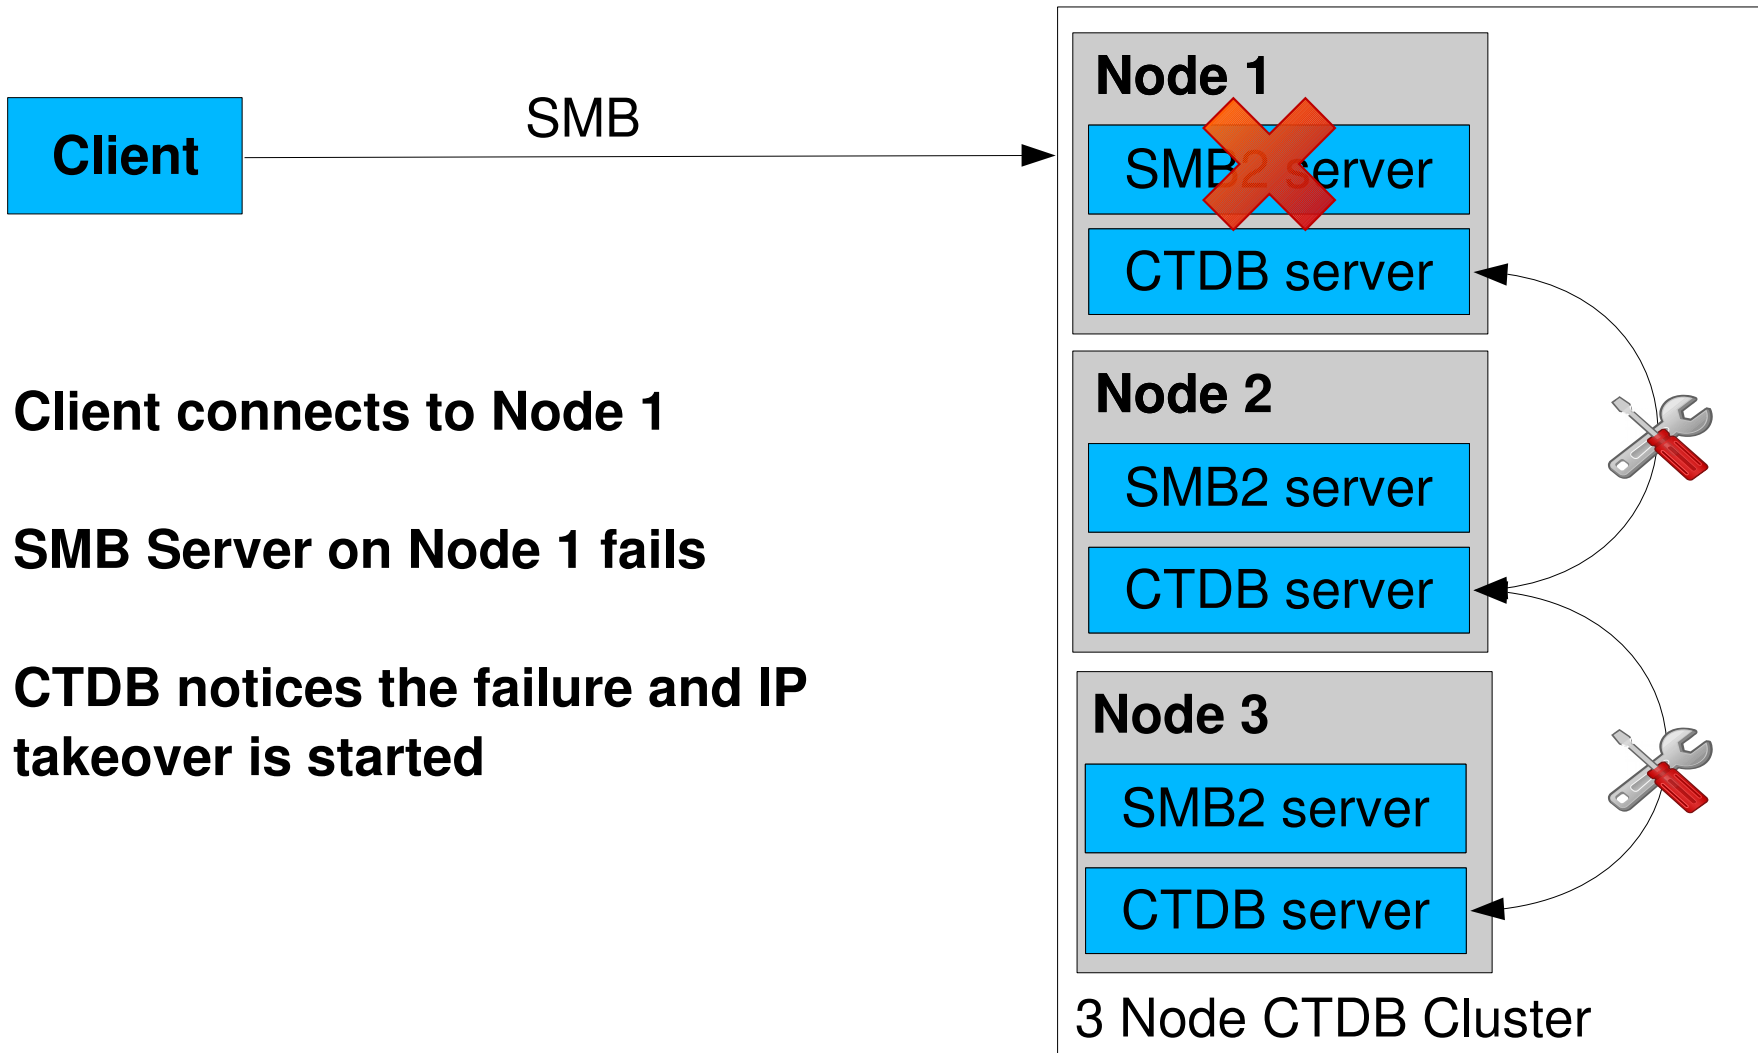 Client
SMB
Node 1
SMB2 server
CTDB server
Client connects to Node 1
SMB Server on Node 1 fails
CTDB notices the failure and IP
takeover is started
Node 2
SMB2 server
CTDB server
Node 3
SMB2 server
CTDB server
3 Node CTDB Cluster